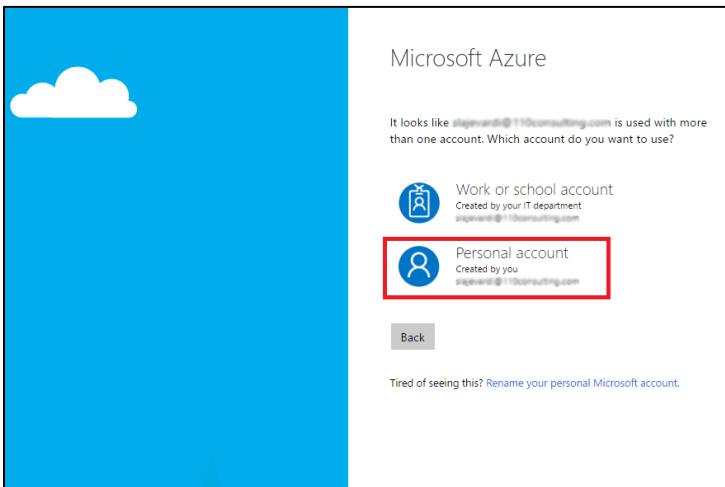 Microsoft Azure
It looks like is used with more
than one account. Which account do you want to use?
Work or school account
Created by your IT department
Personal account
Created by you
Back
Tired of seeing this? Rename your personal Microsoft account.